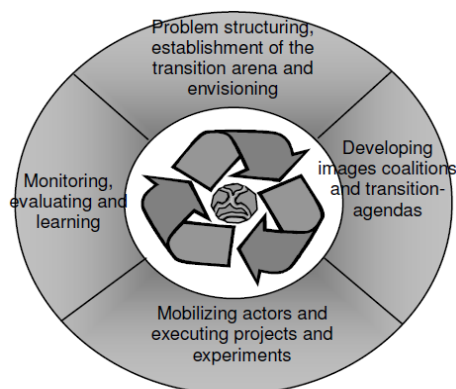 Problem structuring,
establishment of the
transition arena and
envisioning
Developing
images coalitions
and transition-
agendas
Monitoring,
evaluating and
learning
Mobilizing actors and
executing projects and
experiments